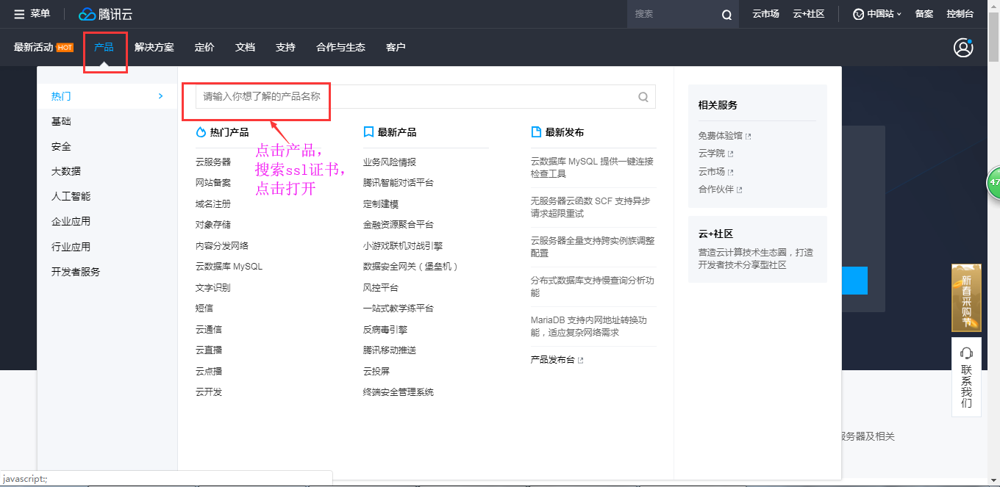 菜单
腾讯云
搜索
云市场
云+社区
中国站
备案
控制台
最新活动 HOT
产品
解决方案
定价
文档
支持
合作与生态
客户
热门
基础
安全
大数据
人工智能
企业应用
行业应用
开发者服务
请输入你想了解的产品名称
点击产品，
搜索ssl证书，
点击打开
热门产品
云服务器
网站备案
域名注册
对象存储
内容分发网络
云数据库 MySQL
文字识别
短信
云通信
云直播
云点播
云开发
最新产品
业务风险情报
腾讯智能对话平台
定制建模
金融资源聚合平台
小游戏联机对战引擎
数据安全网关（堡垒机）
风控平台
一站式教学练平台
反病毒引擎
腾讯移动推送
云投屏
终端安全管理系统
最新发布
云数据库 MySQL 提供一键连接
检查工具
无服务器云函数 SCF 支持异步
请求超限重试
云服务器全量支持跨实例族调整
配置
分布式数据库支持慢查询分析功
能
MariaDB 支持内网地址转换功
能，适应复杂网络需求
产品发布台
相关服务
免费体验馆
云学院
云市场
合作伙伴
云+社区
营造云计算技术生态圈，打造
开发者技术分享型社区
47
新春采购节
联系我们
服务器及相关
javascript:;